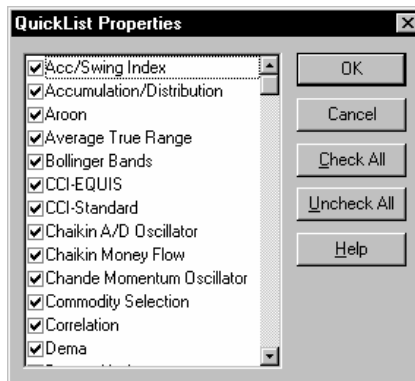 QuickList Properties
Acc/Swing Index
Accumulation/Distribution
Aroon
Average True Range
Bollinger Bands
CCI-EQUIS
CCI-Standard
Chaikin A/D Oscillator
Chaikin Money Flow
Chande Momentum Oscillator
Commodity Selection
Correlation
Dema
OK
Cancel
Check All
Uncheck All
Help